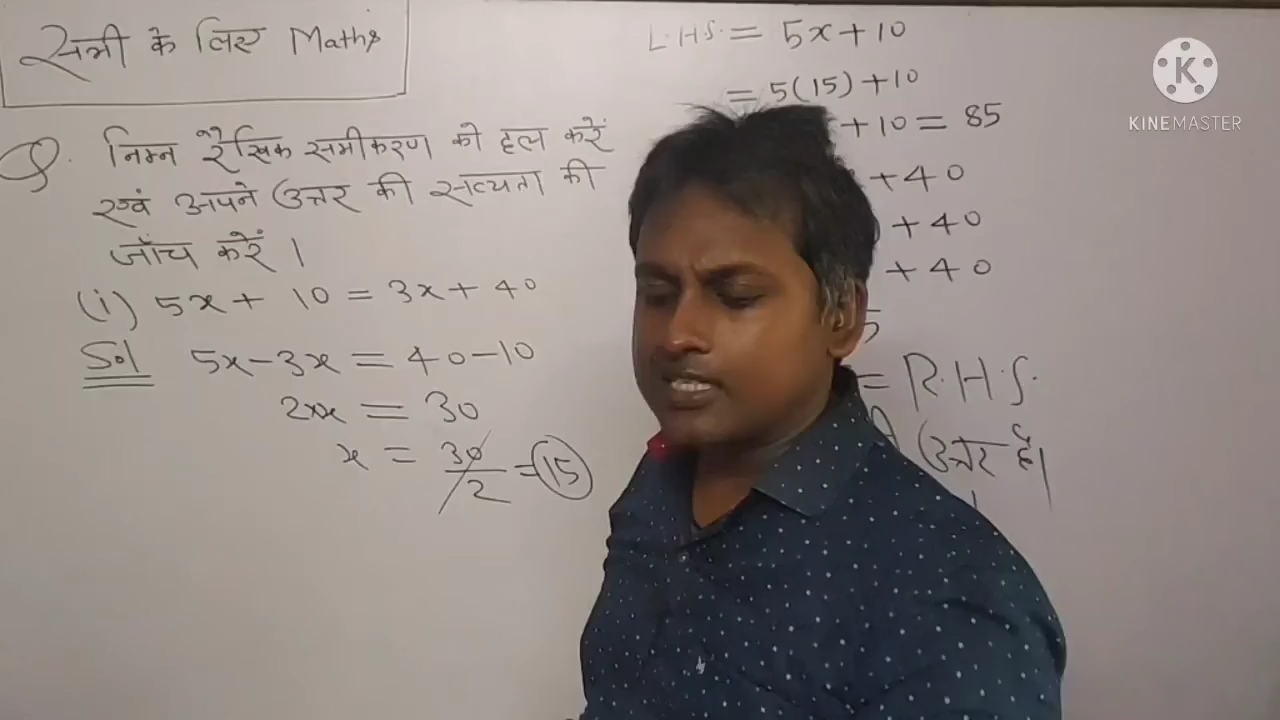 सभी के लिए Maths
Q. निम्न रैखिक समीकरण को हल करें
एवं अपने उत्तर की सत्यता की
जाँच करें ।
(i) 5x + 10 = 3x + 40
Sol 5x - 3x = 40 - 10
2x = 30
x = 30/2 = 15
L.H.S. = 5x + 10
= 5(15) + 10
+ 10 = 85
+ 40
+ 40
+ 40
5
= R.H.S.
उत्तर है।
K
KINEMASTER